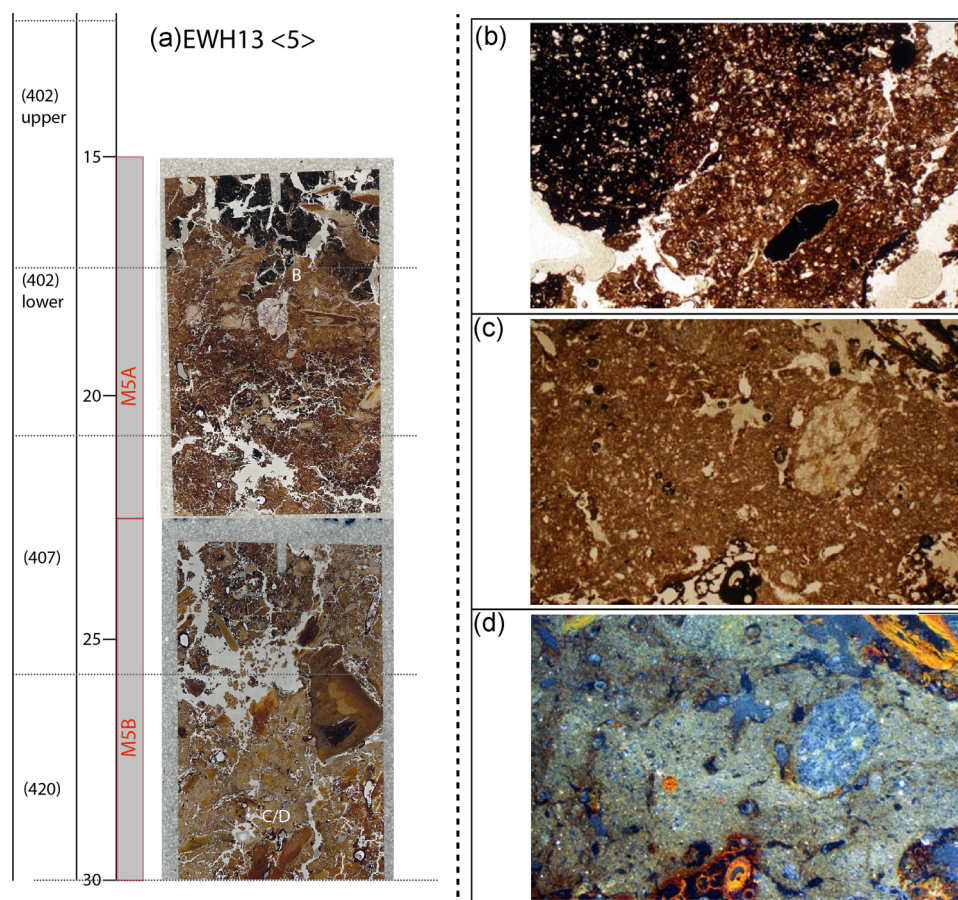 (a)EWH13 <5>
(402)
upper
15
(402)
lower
B
M5A
20
(407)
25
M5B
(420)
C/D
30
(b)
(c)
(d)